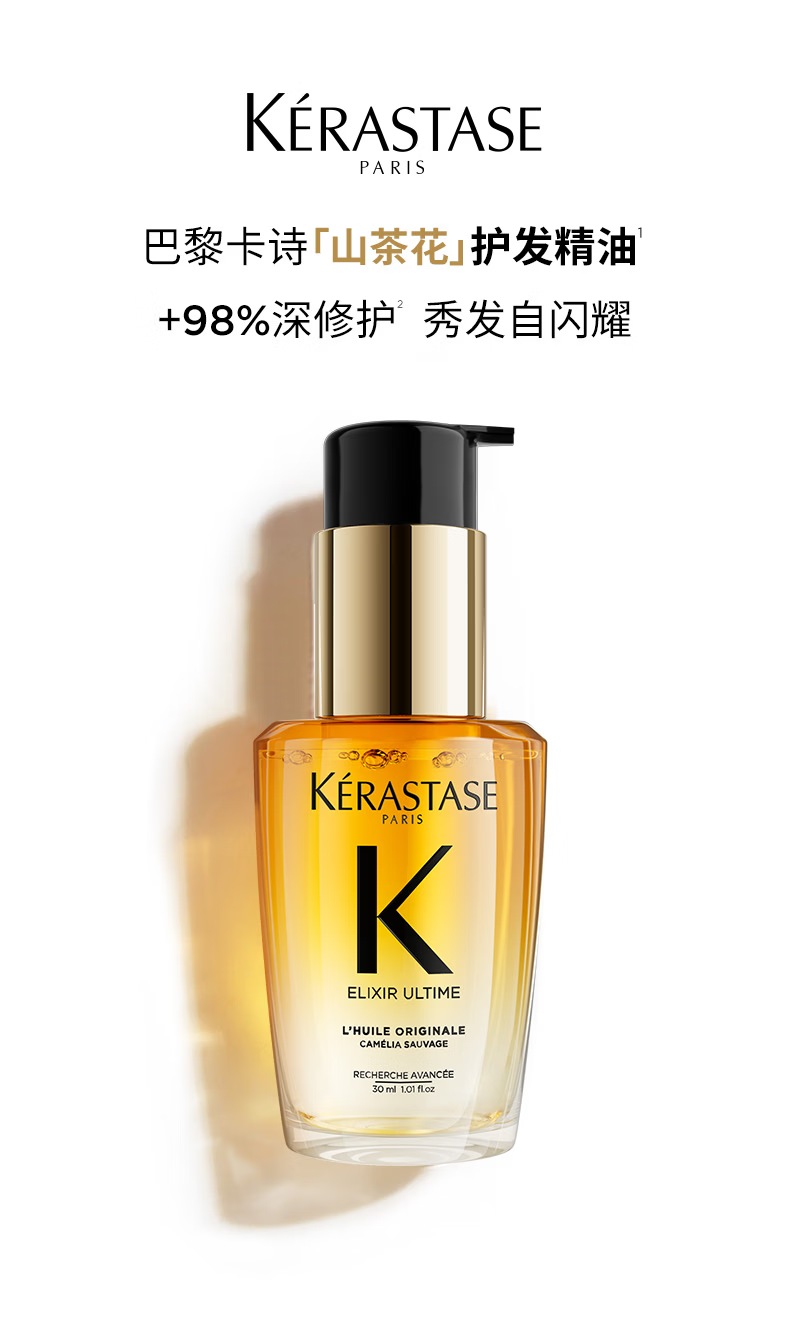 KÉRASTASE
PARIS
巴黎卡诗「山茶花」护发精油1
+98%深修护2 秀发自闪耀
KÉRASTASE
PARIS
K
ELIXIR ULTIME
L'HUILE ORIGINALE
CAMÉLIA SAUVAGE
RECHERCHE AVANCÉE
30 ml 1.01 fl.oz